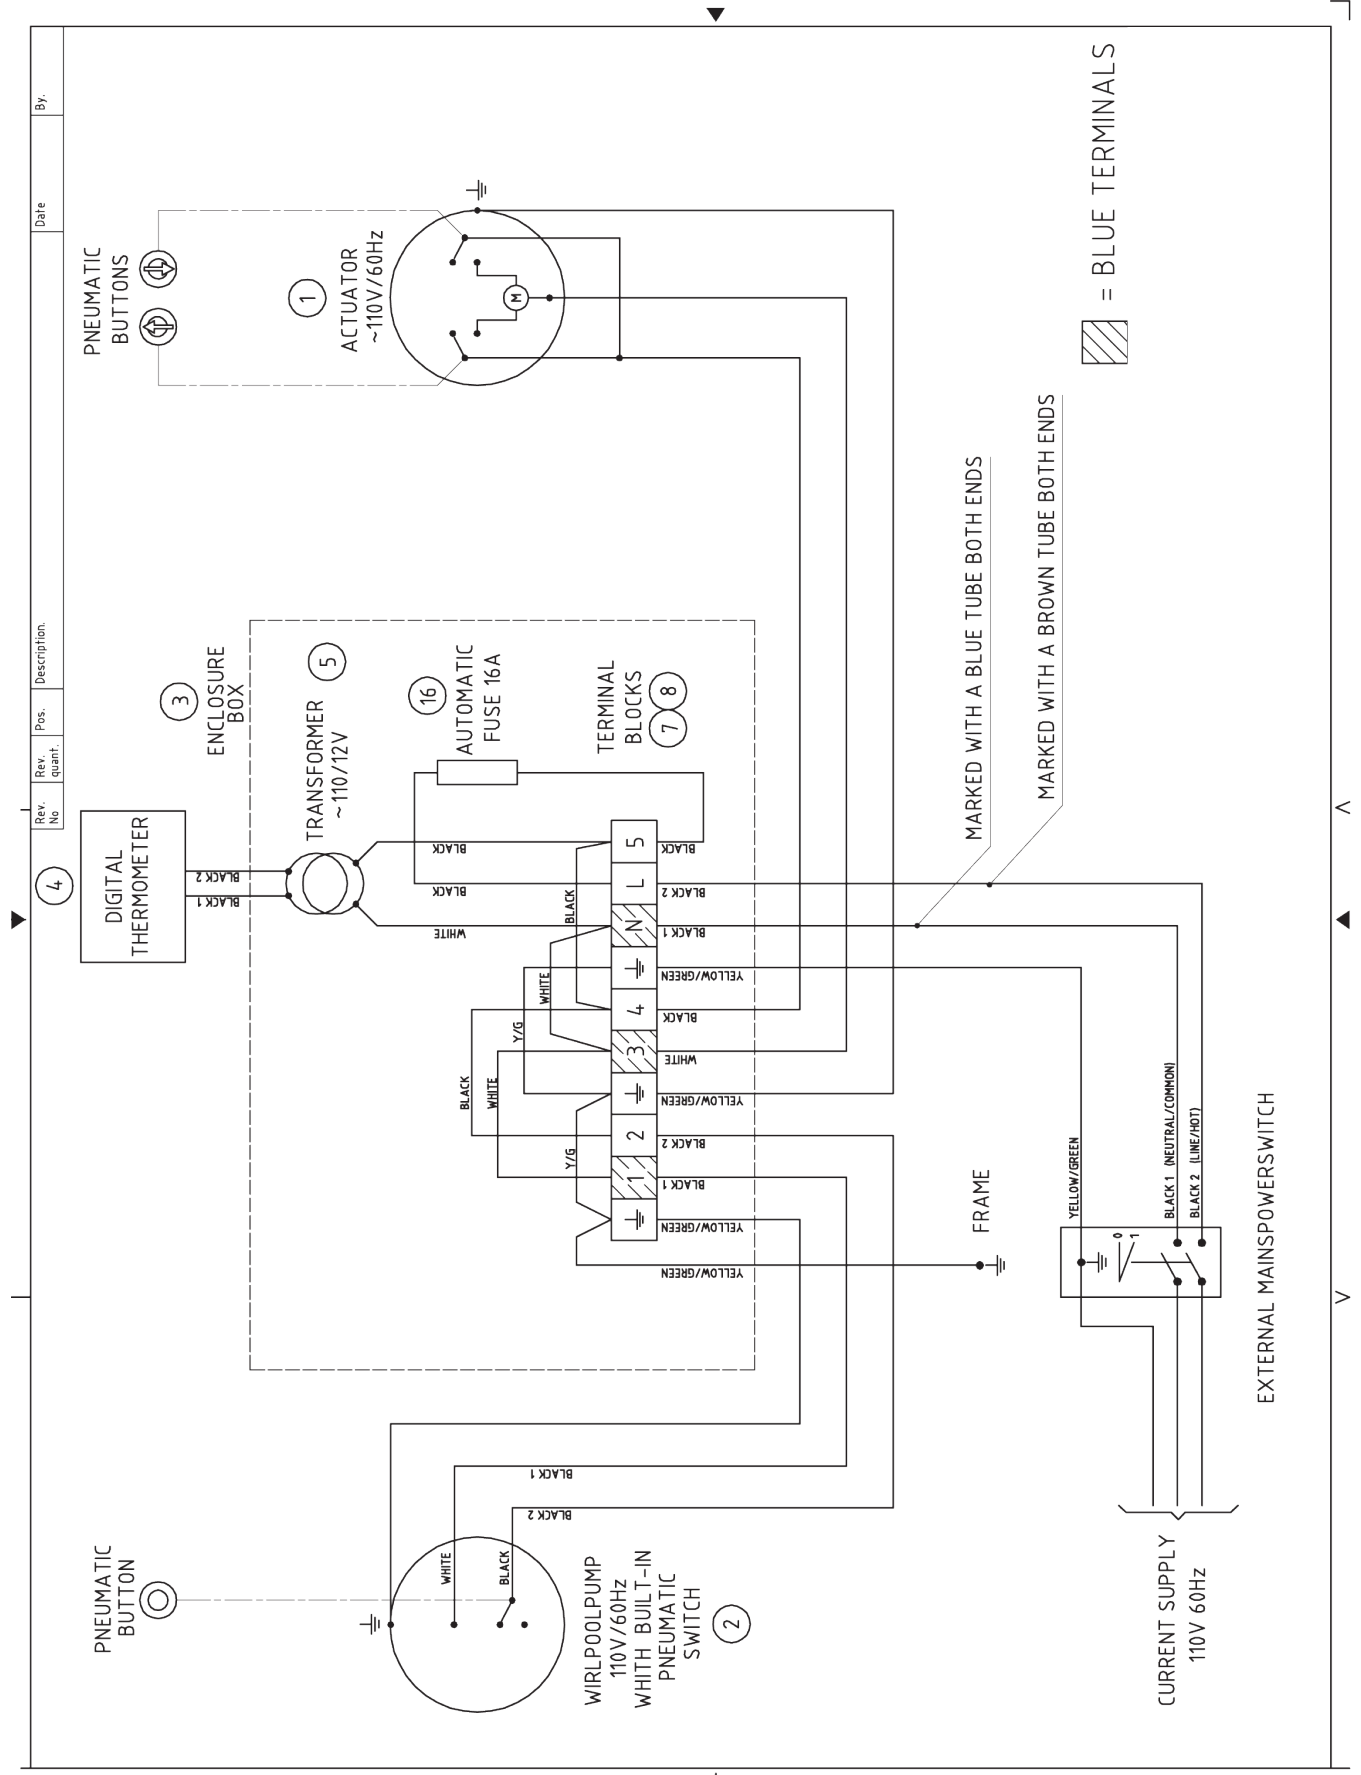 Rev.
No
Rev.
quant.
Pos.
Description.
Date
By.
PNEUMATIC
BUTTON
4
DIGITAL
THERMOMETER
BLACK 1
BLACK 2
3
ENCLOSURE
BOX
PNEUMATIC
BUTTONS
TRANSFORMER
~110/12V
5
1
ACTUATOR
~110V/60Hz
M
16
AUTOMATIC
FUSE 16A
WHITE
BLACK
BLACK
BLACK
WHITE
Y/G
BLACK
WHITE
Y/G
TERMINAL
BLOCKS
7
8
1
2
3
4
N
L
5
YELLOW/GREEN
YELLOW/GREEN
BLACK 1
BLACK 2
YELLOW/GREEN
WHITE
BLACK
YELLOW/GREEN
BLACK 1
BLACK 2
BLACK
WHITE
BLACK
BLACK 1
BLACK 2
WIRLPOOLPUMP
110V/60Hz
WHITH BUILT-IN
PNEUMATIC
SWITCH
2
FRAME
MARKED WITH A BLUE TUBE BOTH ENDS
MARKED WITH A BROWN TUBE BOTH ENDS
= BLUE TERMINALS
YELLOW/GREEN
BLACK 1 (NEUTRAL/COMMON)
BLACK 2 (LINE/HOT)
0
1
CURRENT SUPPLY
110V 60Hz
EXTERNAL MAINSPOWERSWITCH